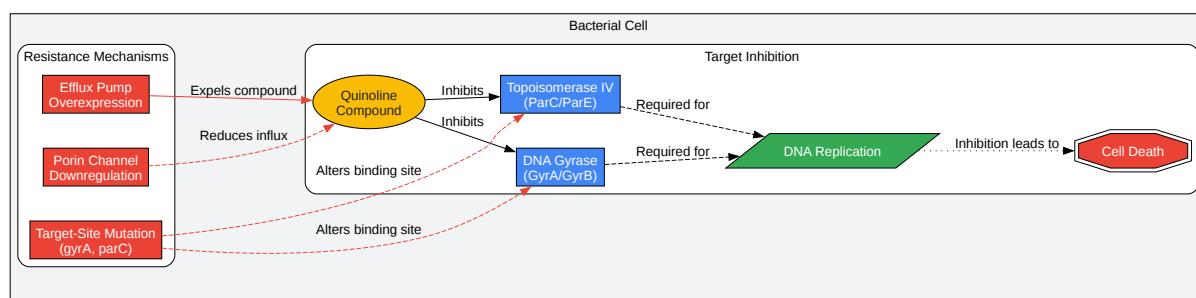 Bacterial Cell
Resistance Mechanisms
Target Inhibition
Efflux Pump
Overexpression
Expels compound
Quinoline
Compound
Inhibits
Topoisomerase IV
(ParC/ParE)
Required for
Porin Channel
Downregulation
Reduces influx
Inhibits
DNA Gyrase
(GyrA/GyrB)
Required for
DNA Replication
Inhibition leads to
Cell Death
Alters binding site
Target-Site Mutation
(gyrA, parC)
Alters binding site